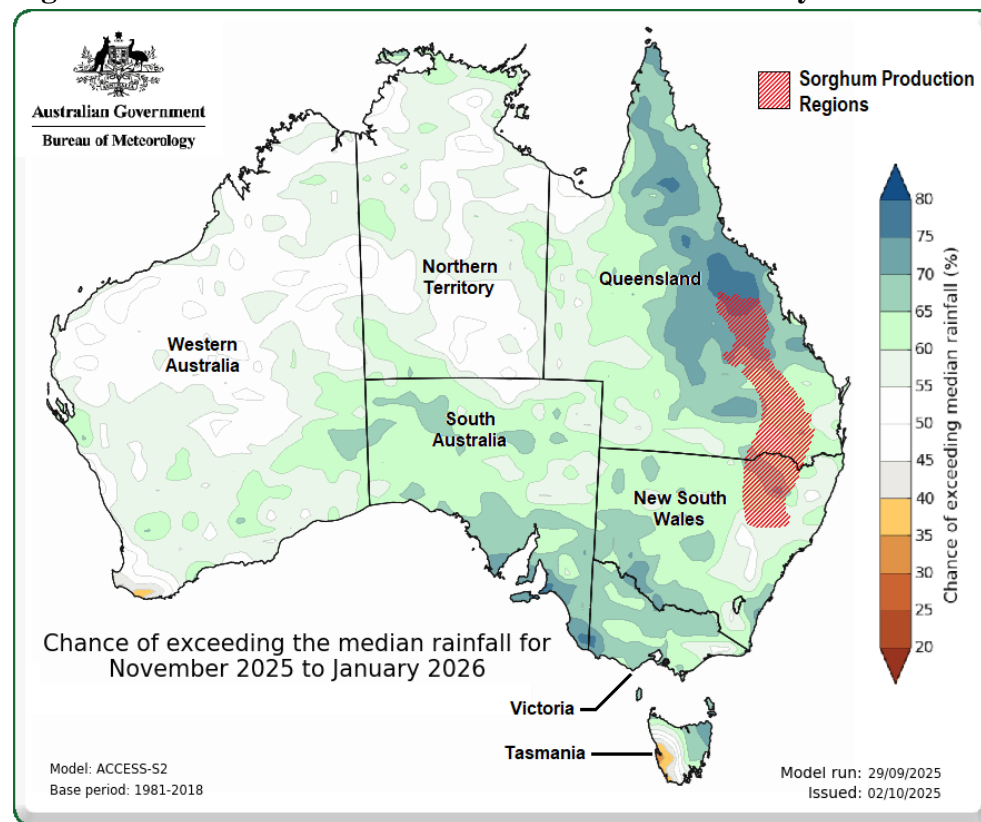 Australian Government
Bureau of Meteorology
Sorghum Production
Regions
Northern
Territory
Queensland
Western
Australia
South
Australia
New South
Wales
80
75
70
65
60
55
50
45
40
35
30
25
20
Chance of exceeding median rainfall (%)
Chance of exceeding the median rainfall for
November 2025 to January 2026
Victoria
Tasmania
Model: ACCESS-S2
Base period: 1981-2018
Model run: 29/09/2025
Issued: 02/10/2025